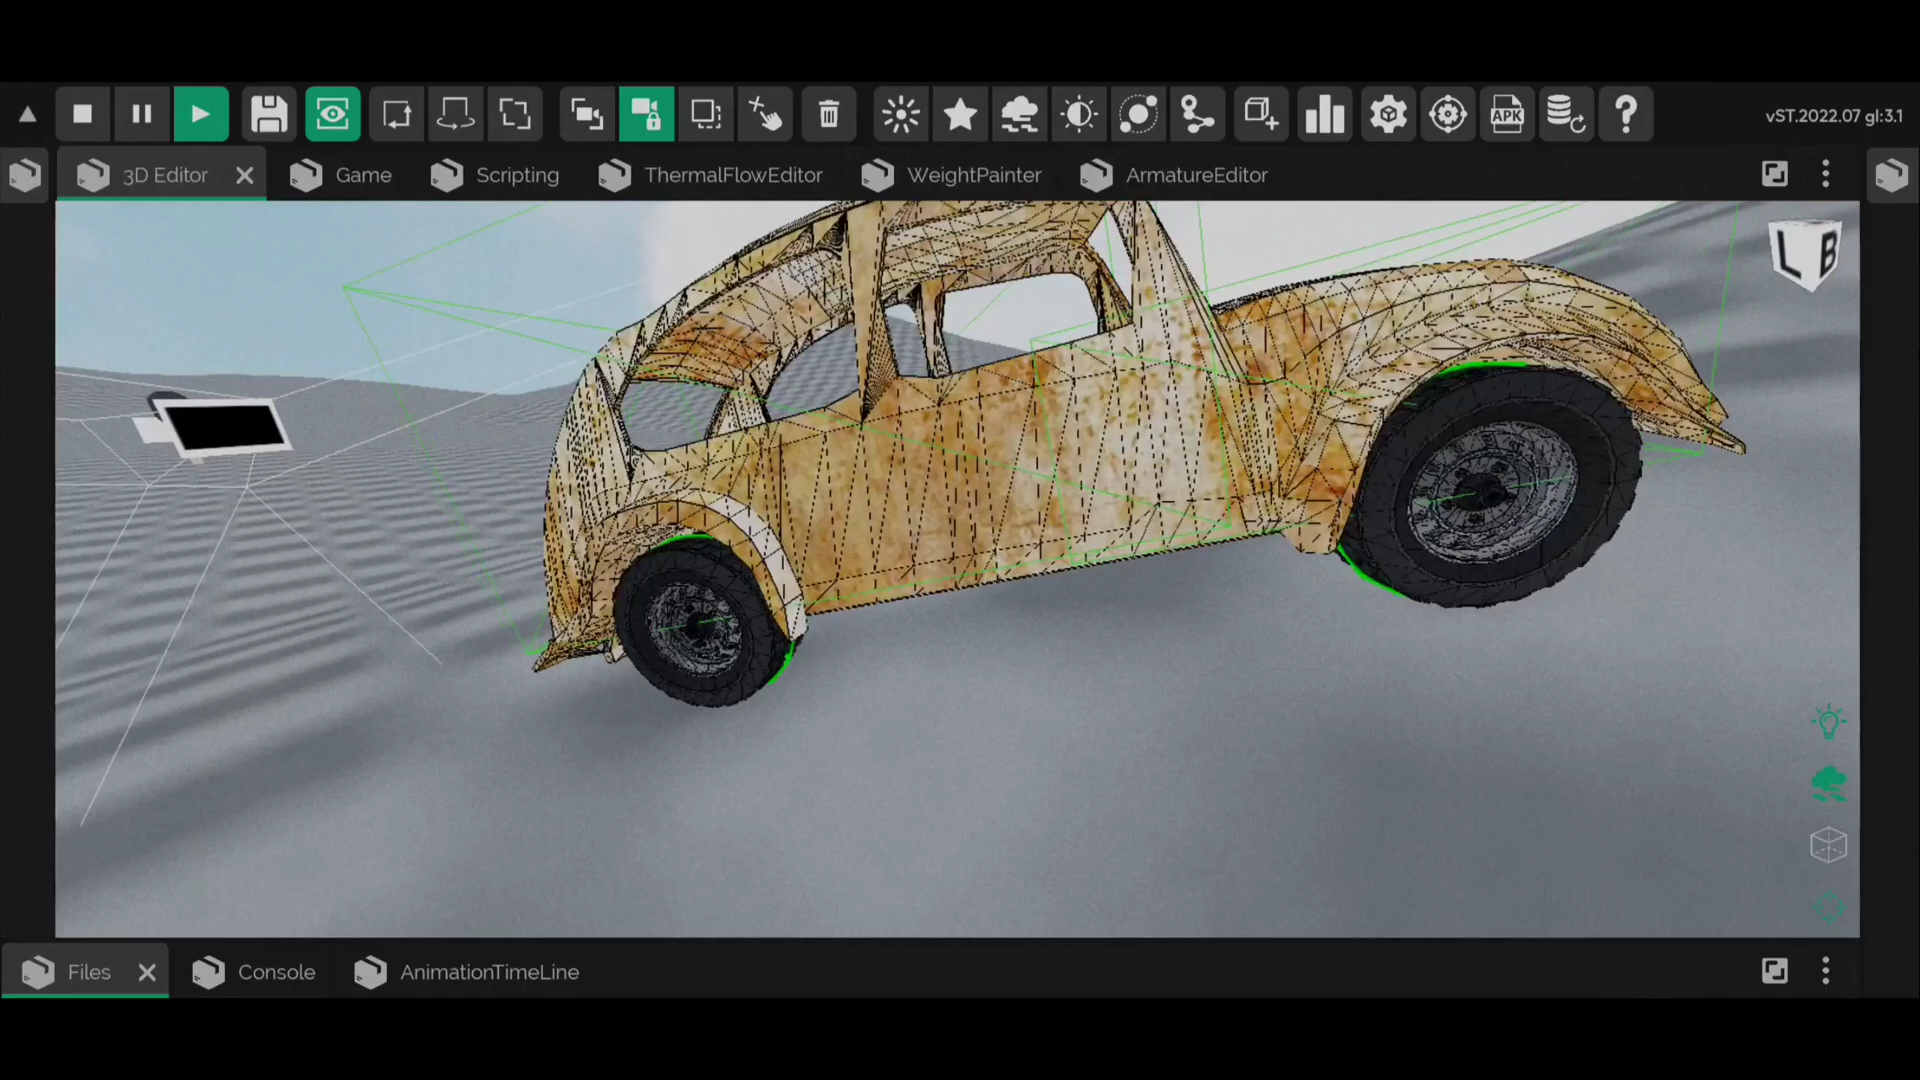 APK
vST.2022.07 gl:3.1
3D Editor
Game
Scripting
ThermalFlowEditor
WeightPainter
ArmatureEditor
L B
Files
Console
AnimationTimeLine